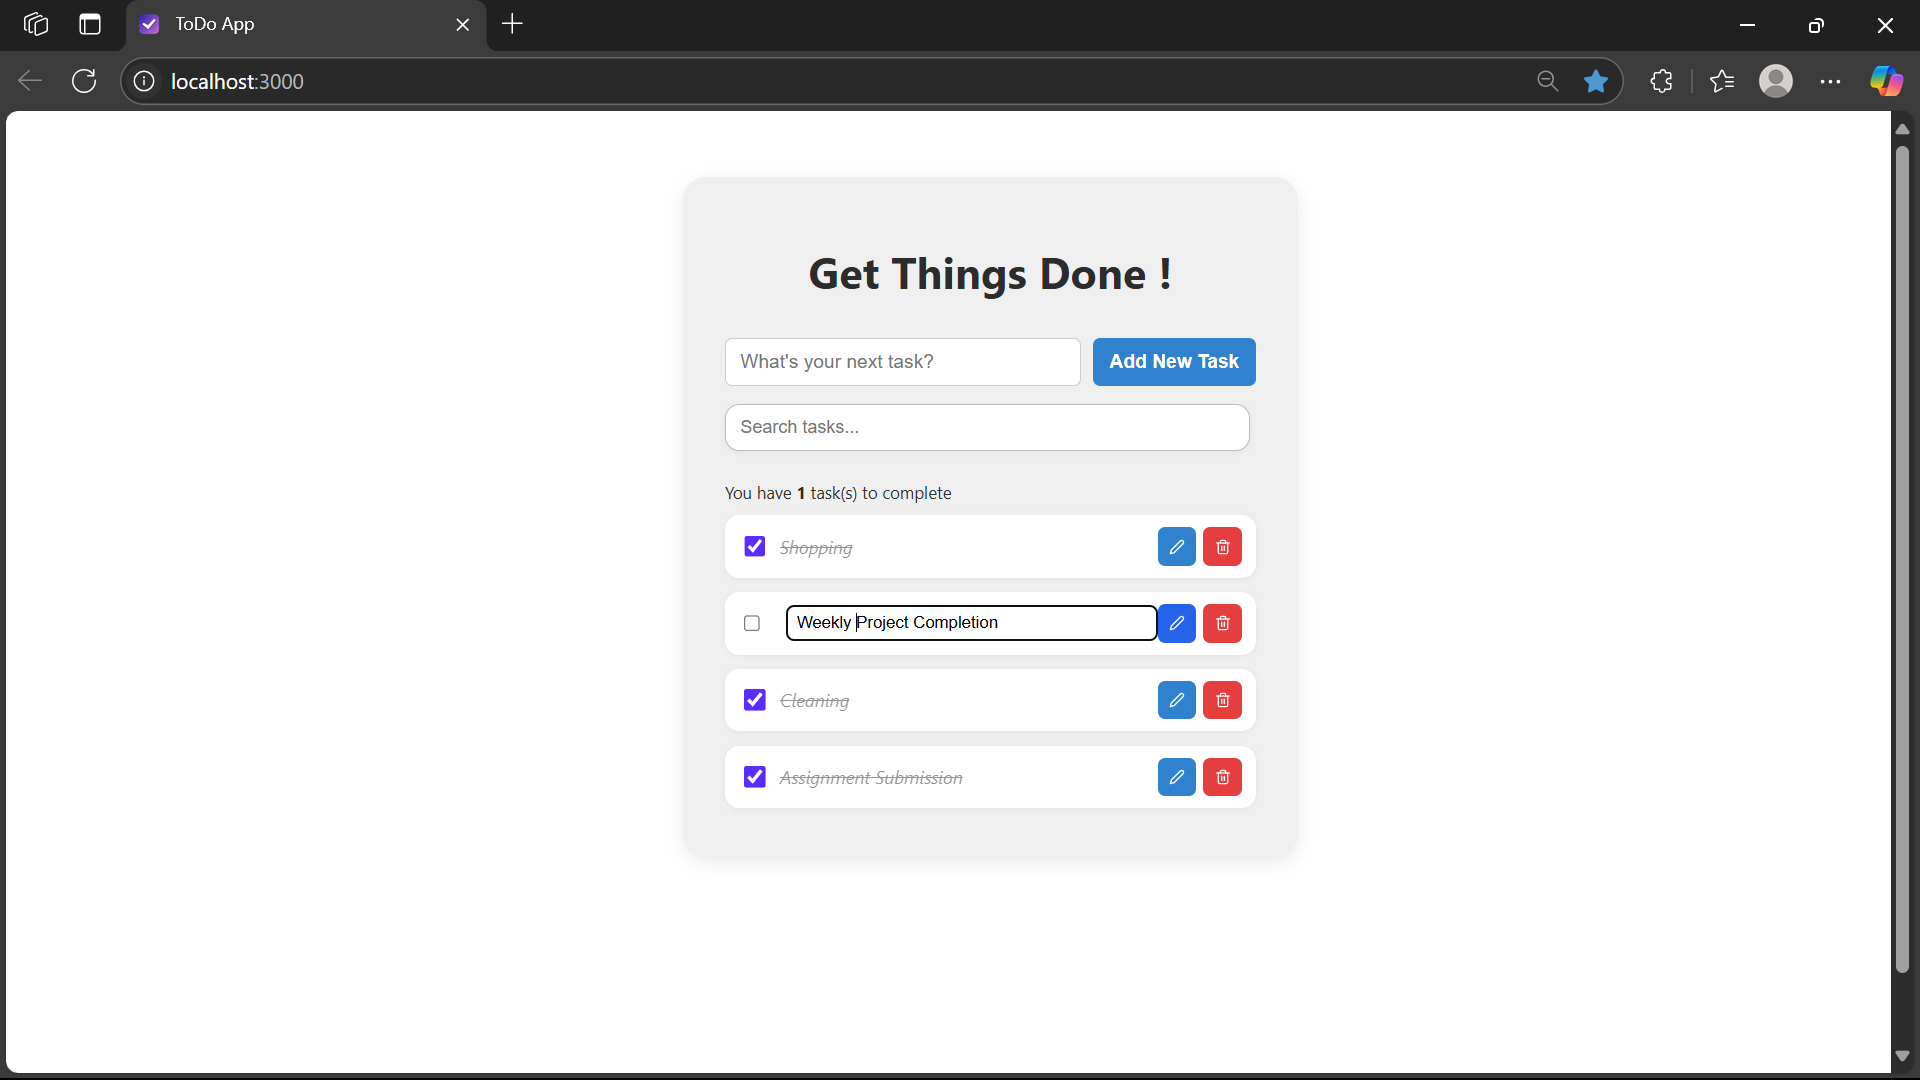 ToDo App
localhost:3000
Get Things Done !
What's your next task?
Add New Task
Search tasks...
You have 1 task(s) to complete
Shopping
Weekly Project Completion
Cleaning
Assignment Submission